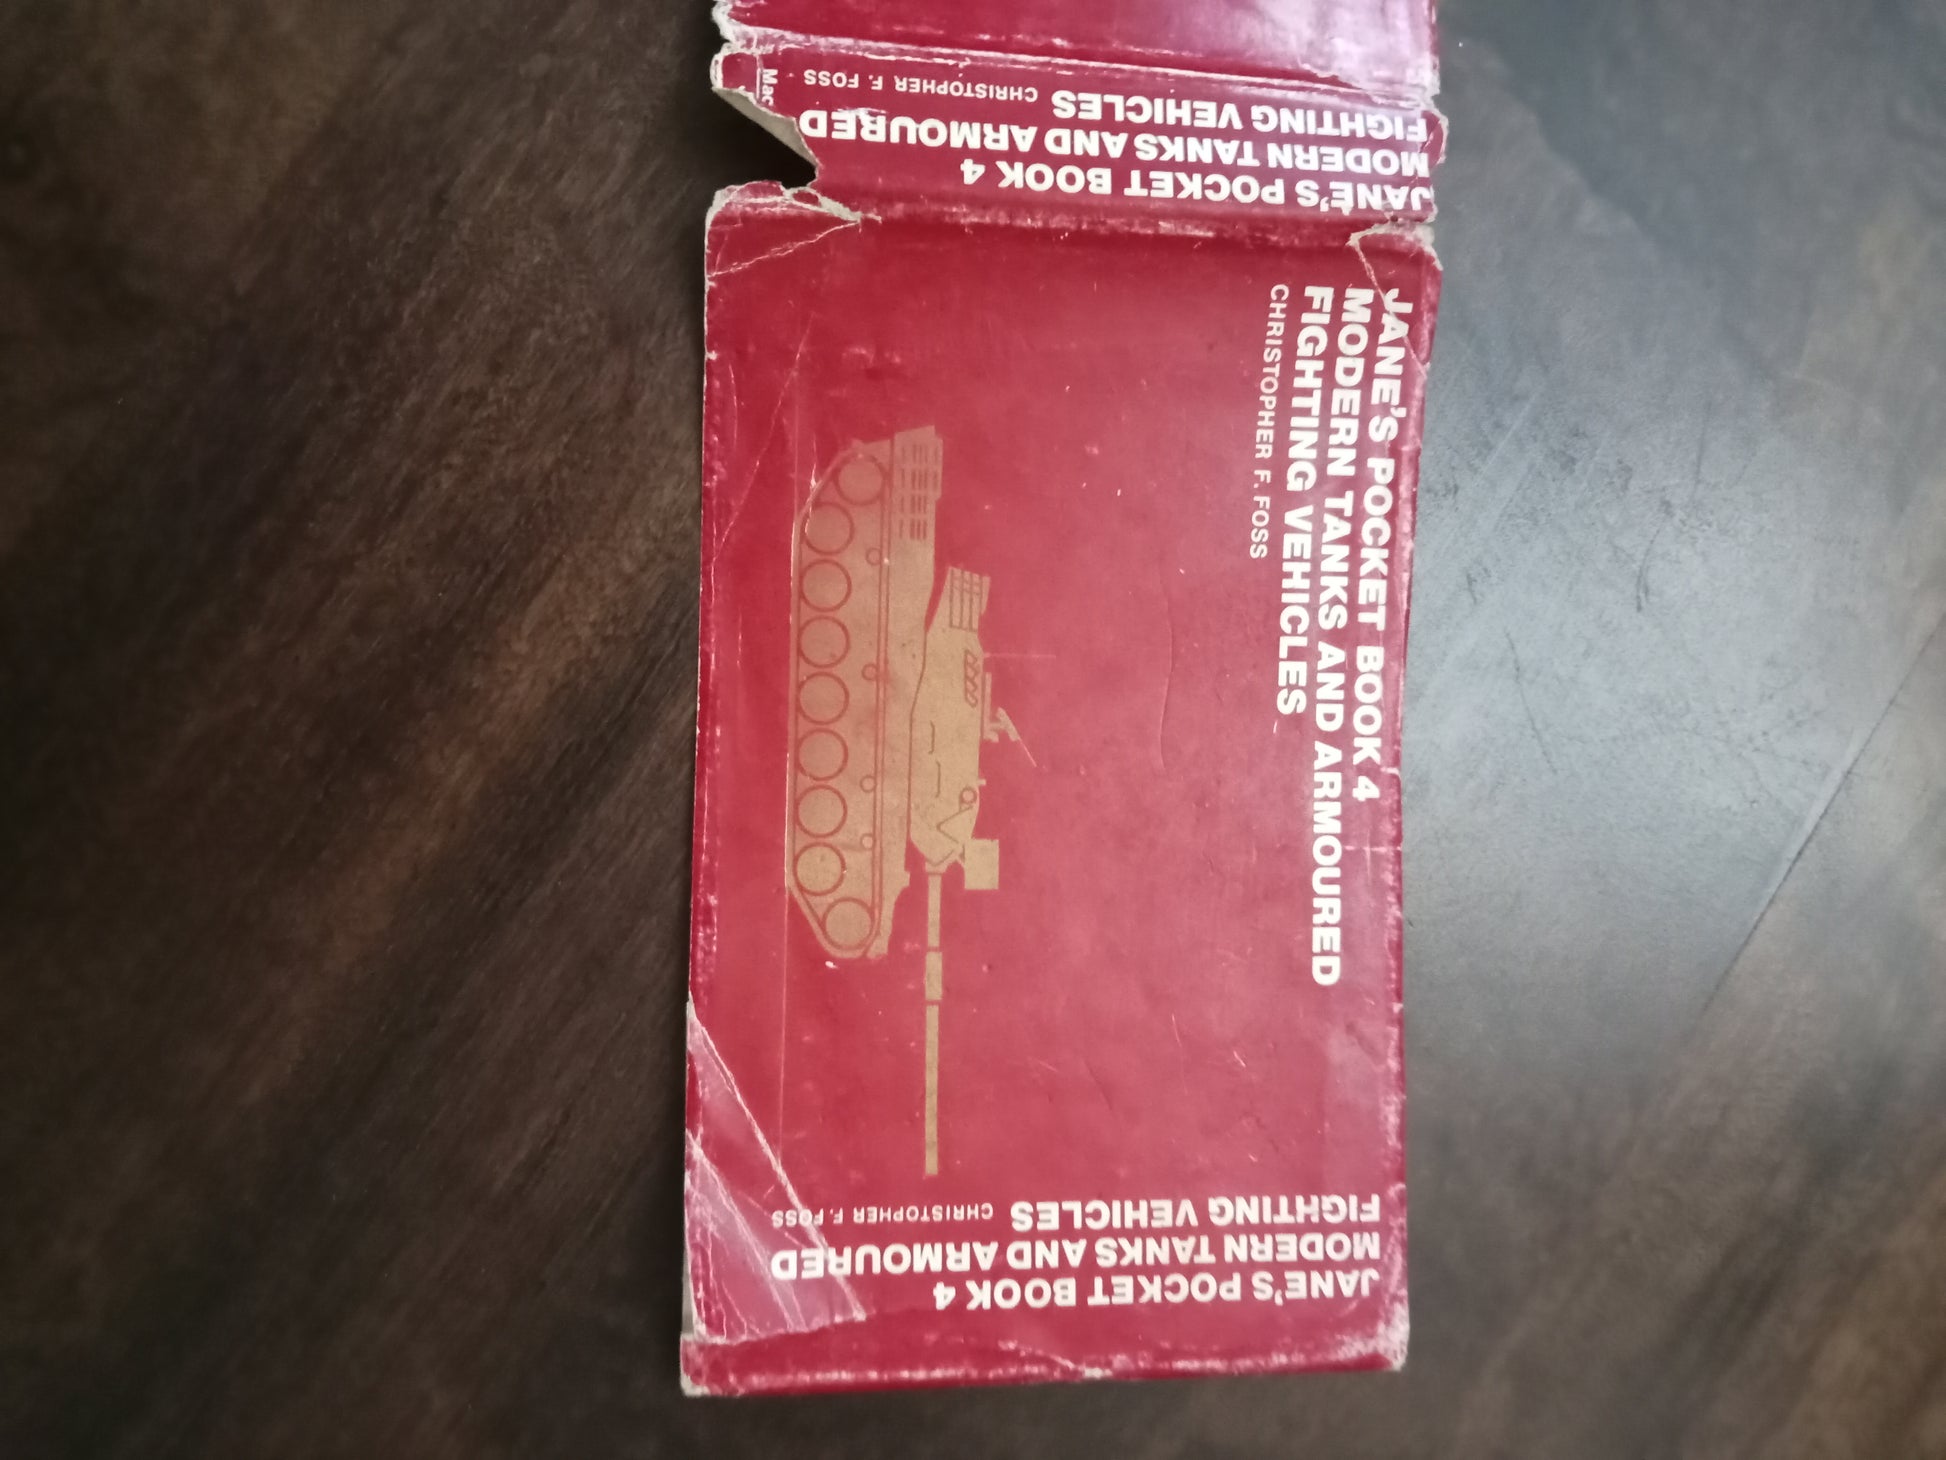 JANE'S POCKET BOOK 4
MODERN TANKS AND ARMOURED
FIGHTING VEHICLES CHRISTOPHER F. FOSS
Mac
JANE'S POCKET BOOK 4
MODERN TANKS AND ARMOURED
FIGHTING VEHICLES
CHRISTOPHER F. FOSS
JANE'S POCKET BOOK 4
MODERN TANKS AND ARMOURED
FIGHTING VEHICLES CHRISTOPHER F. FOSS